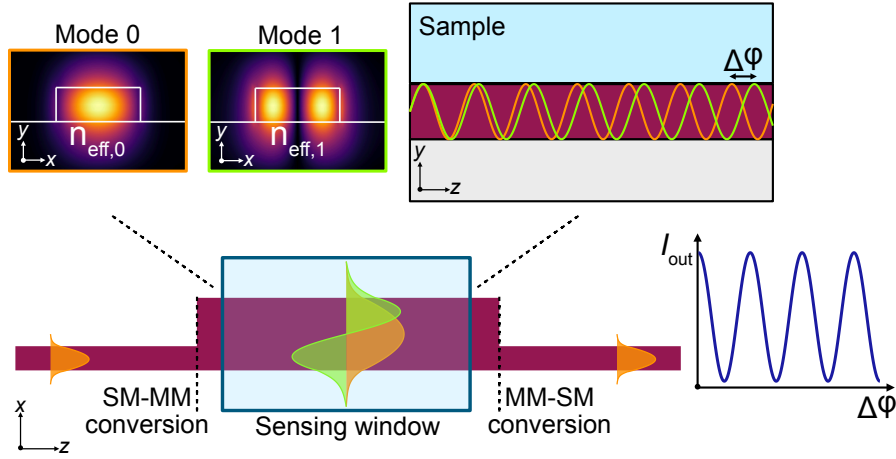 Mode 0
Mode 1
Sample
Δφ
y
x
n_eff,0
y
x
n_eff,1
y
z
I_out
SM-MM
conversion
Sensing window
MM-SM
conversion
x
z
Δφ